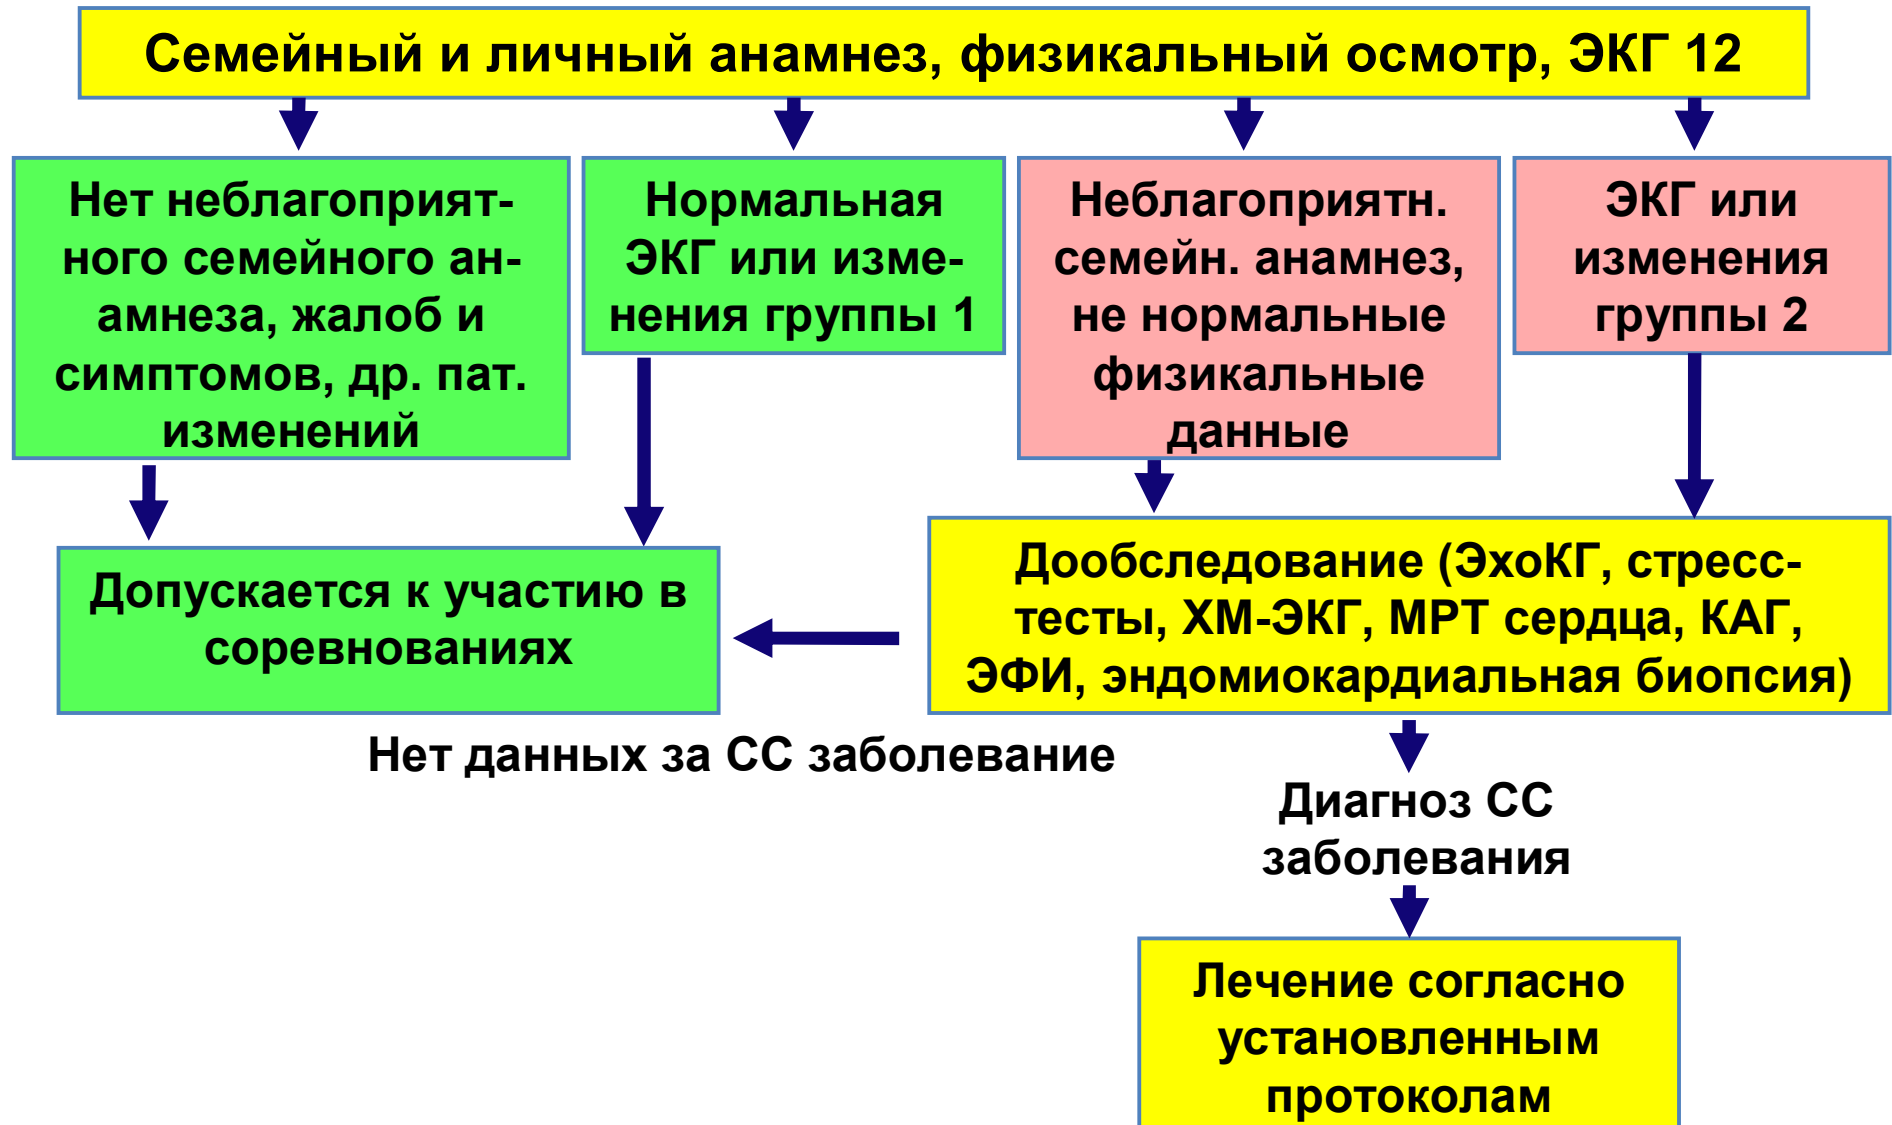 Семейный и личный анамнез, физикальный осмотр, ЭКГ 12
Нет неблагоприят-
ного семейного ан-
амнеза, жалоб и
симптомов, др. пат.
изменений
Нормальная
ЭКГ или изме-
нения группы 1
Неблагоприятн.
семейн. анамнез,
не нормальные
физикальные
данные
ЭКГ или
изменения
группы 2
Допускается к участию в
соревнованиях
Дообследование (ЭхоКГ, стресс-
тесты, ХМ-ЭКГ, МРТ сердца, КАГ,
ЭФИ, эндомиокардиальная биопсия)
Нет данных за СС заболевание
Диагноз СС
заболевания
Лечение согласно
установленным
протоколам